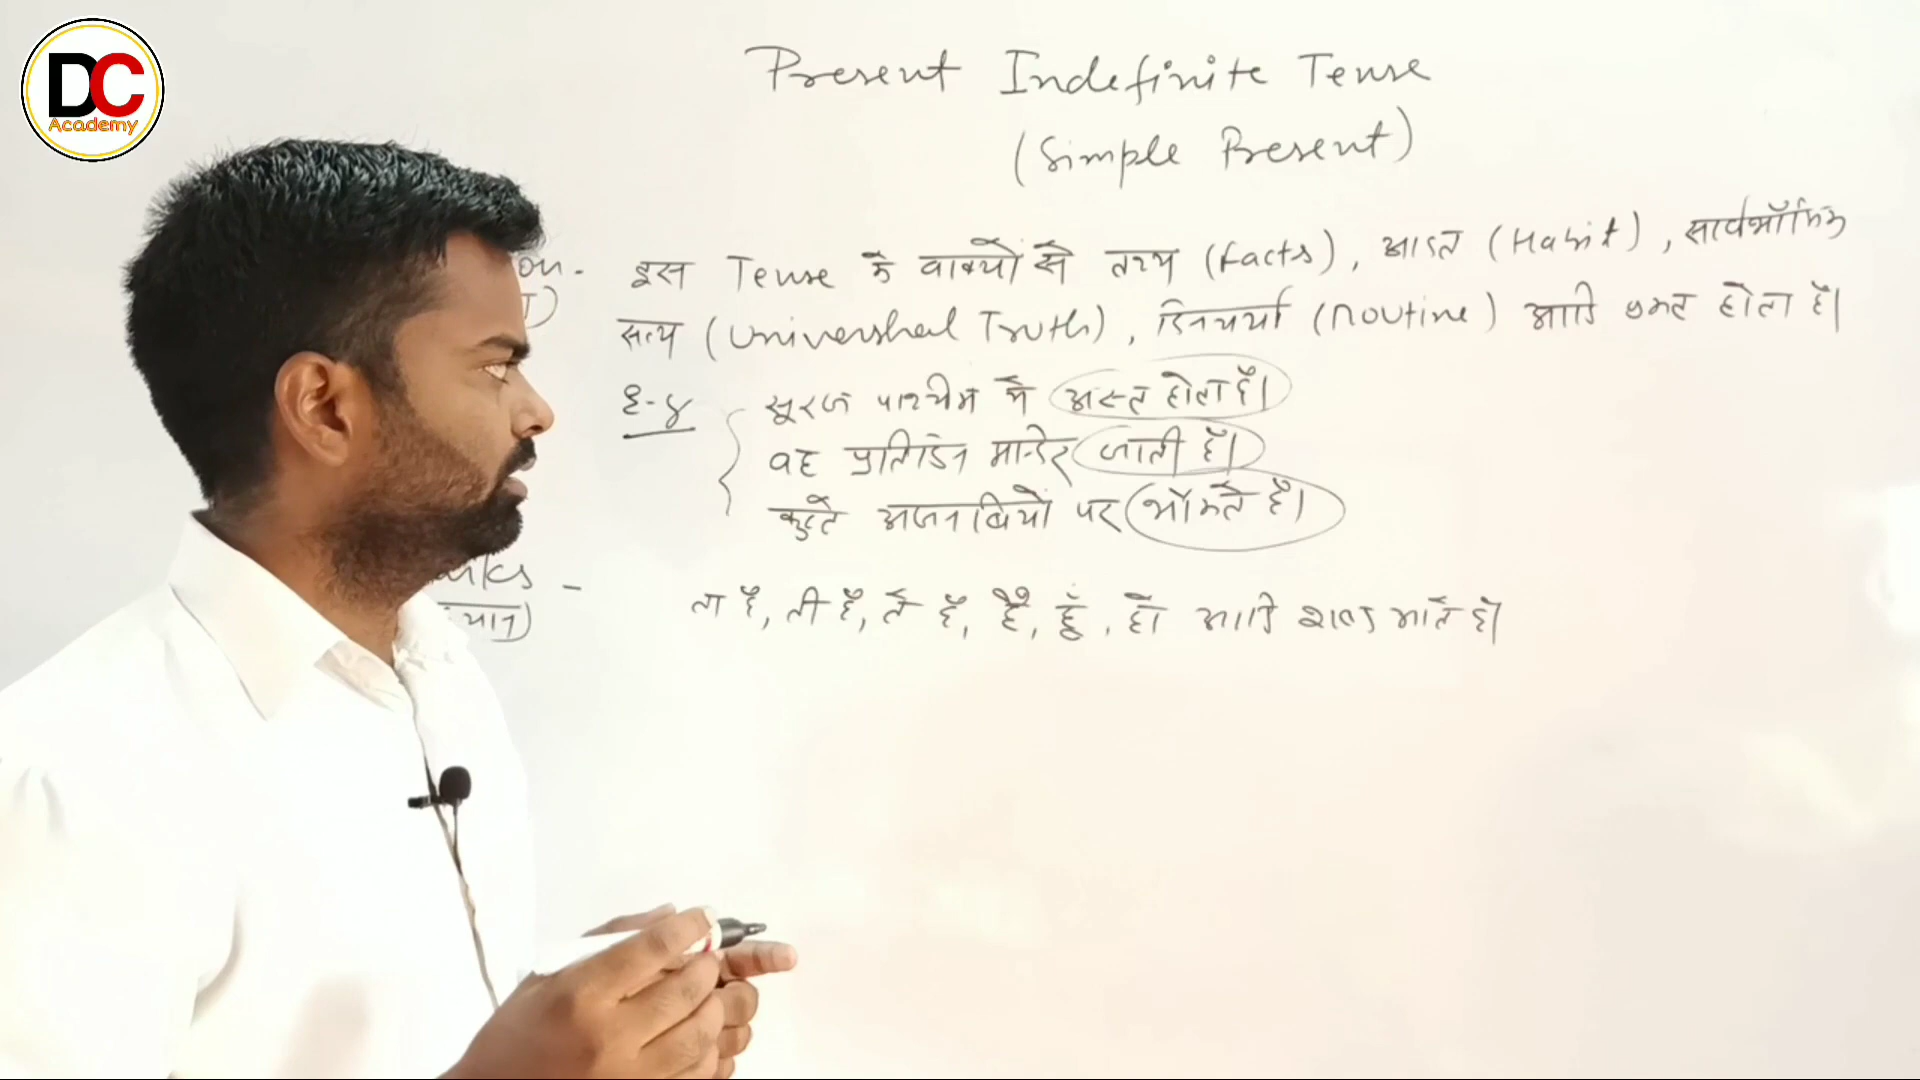 DC
Academy
Present Indefinite Tense
(Simple Present)
इस Tense के वाक्यों से तथ्य (Facts), आदत (Habit), सार्वभौमिक
सत्य (Univershal Truth), दिनचर्या (Routine) आदि प्रकट होता है।
E-g सूरज पश्चिम में अस्त होता है।
वह प्रतिदिन मन्दिर जाती है।
कुत्ते अजनबियों पर भौंकते हैं।
ता है, ती है, ते हैं, है, हूँ, हो आदि शब्द आते हैं।